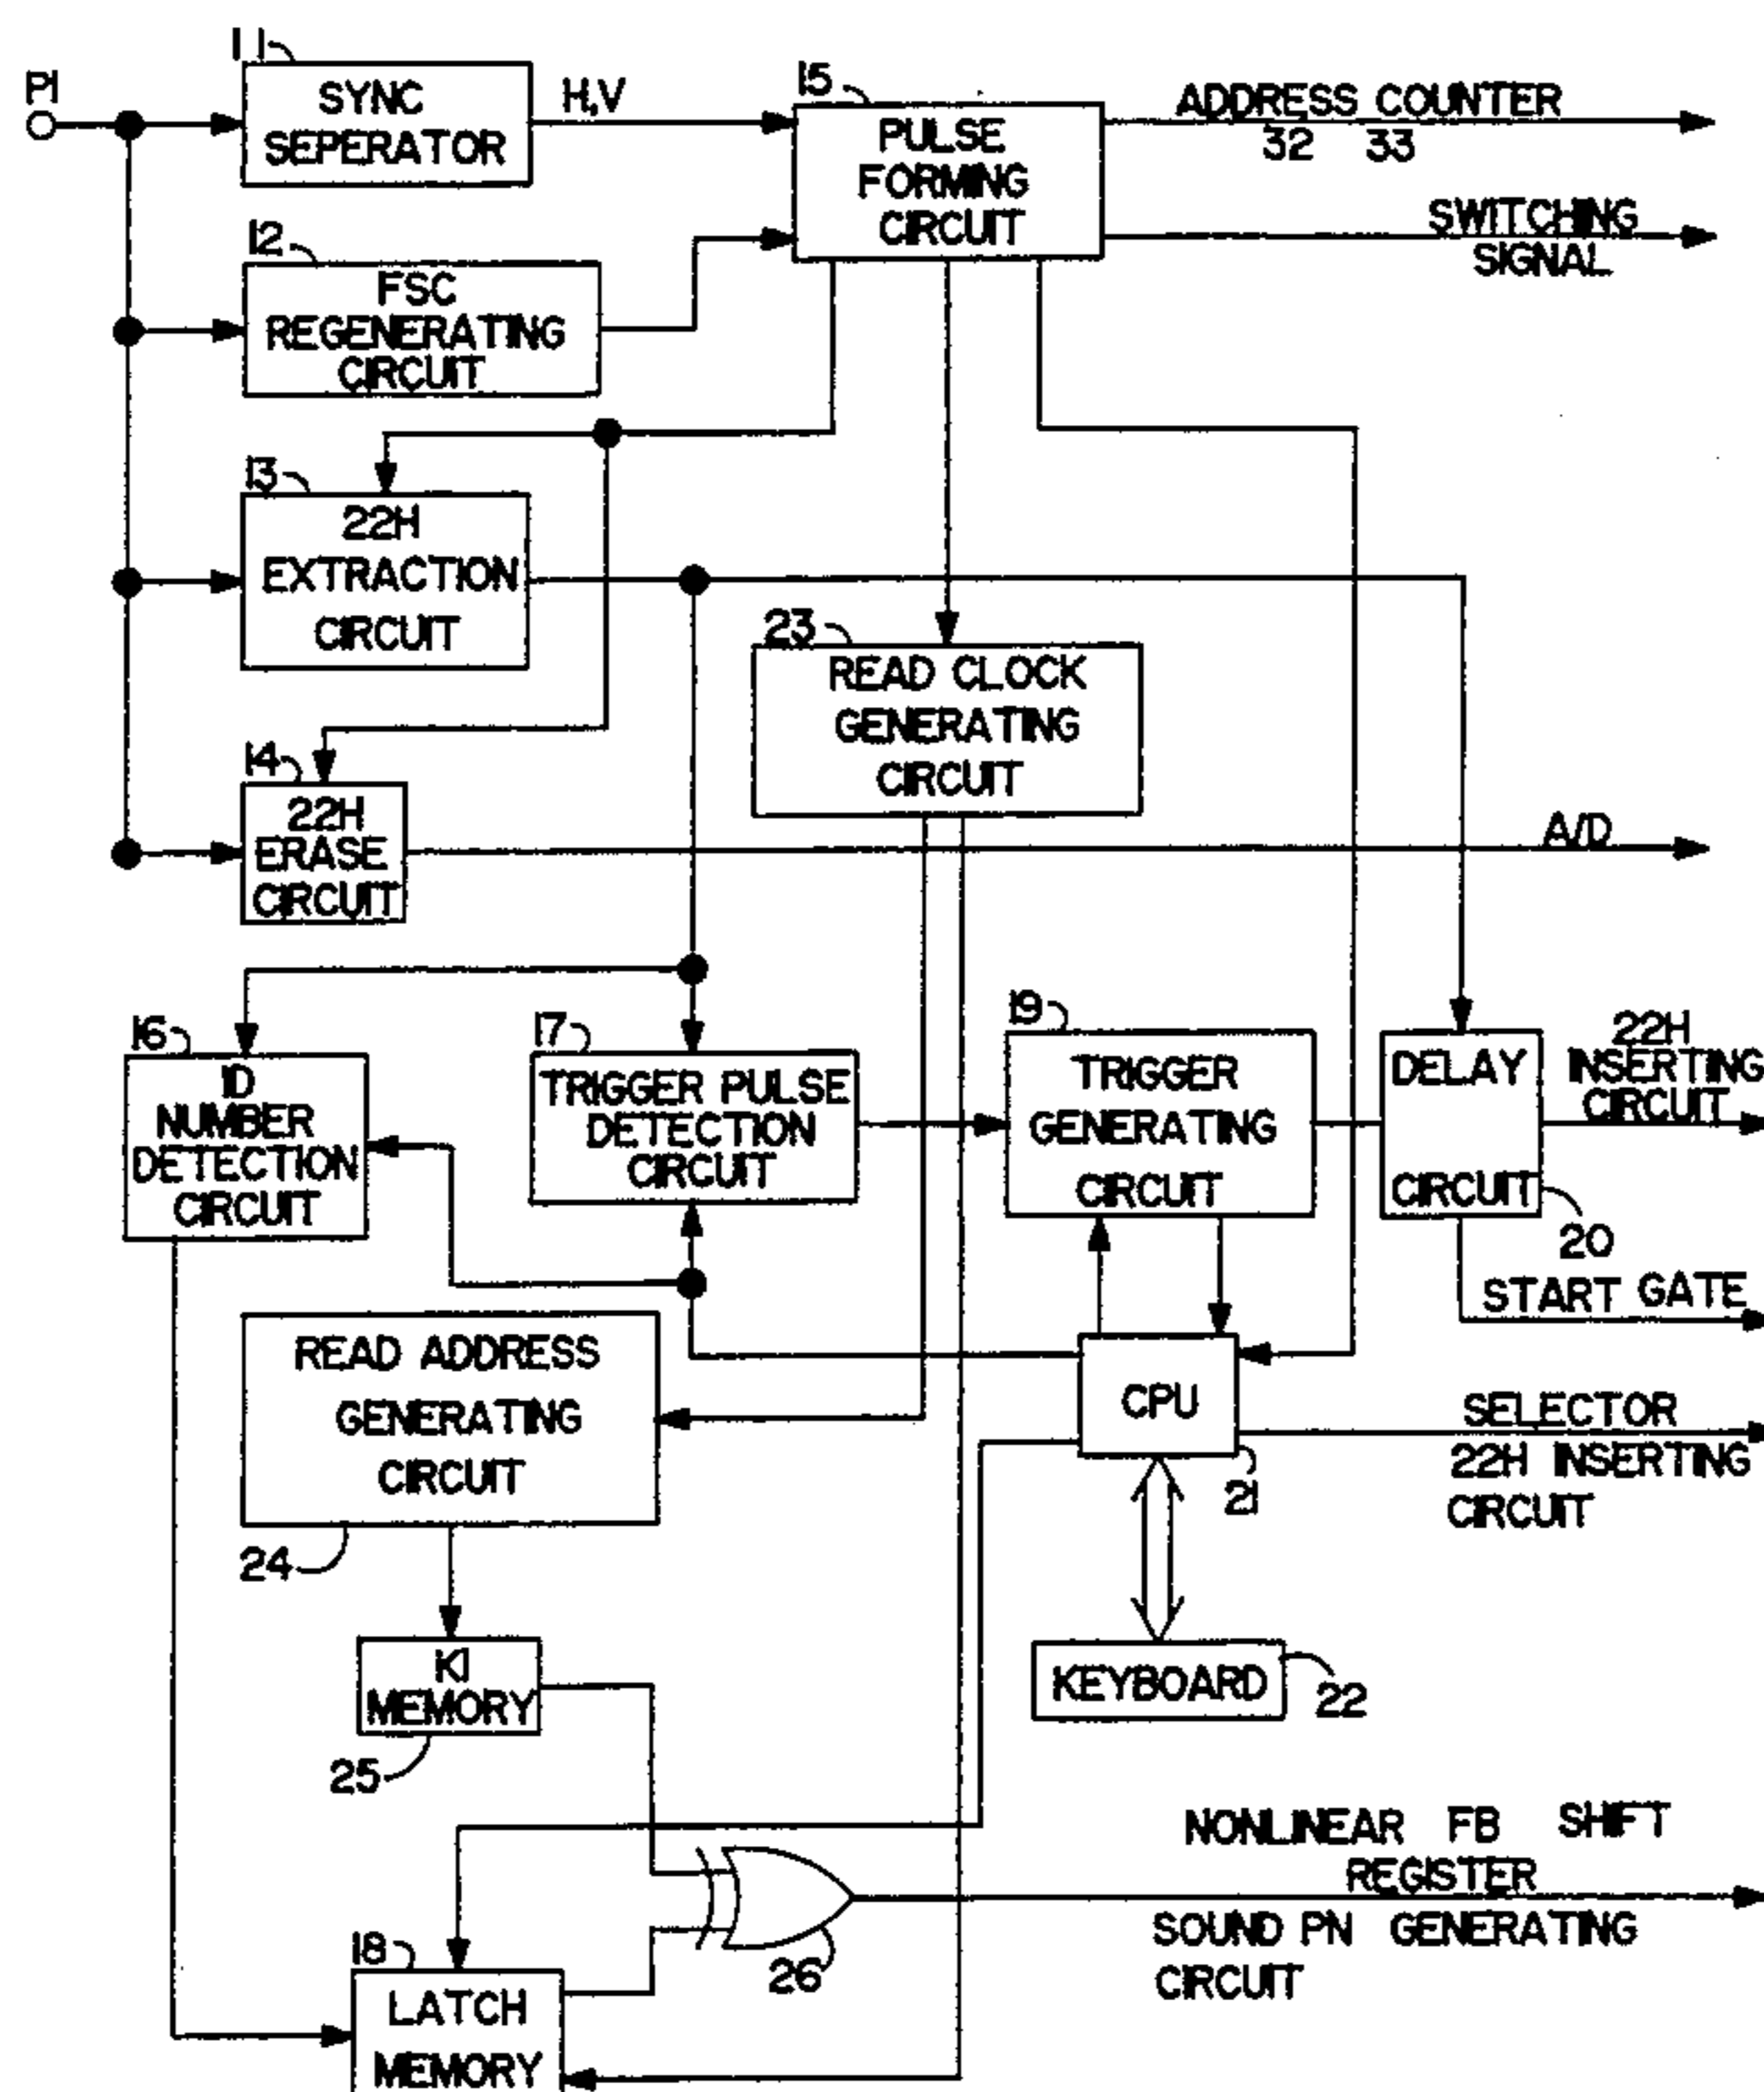 11
P1
SYNC
SEPERATOR
H,V
15
PULSE
FORMING
CIRCUIT
ADDRESS COUNTER
32 33
SWITCHING
SIGNAL
12
FSC
REGENERATING
CIRCUIT
13
22H
EXTRACTION
CIRCUIT
23
READ CLOCK
GENERATING
CIRCUIT
14
22H
ERASE
CIRCUIT
A/D
16
ID
NUMBER
DETECTION
CIRCUIT
17
TRIGGER PULSE
DETECTION
CIRCUIT
19
TRIGGER
GENERATING
CIRCUIT
DELAY
CIRCUIT
20
22H
INSERTING
CIRCUIT
START GATE
READ ADDRESS
GENERATING
CIRCUIT
24
CPU
21
SELECTOR
22H INSERTING
CIRCUIT
KI
MEMORY
25
KEYBOARD
22
NONLINEAR FB SHIFT
REGISTER
SOUND PN GENERATING
CIRCUIT
26
18
LATCH
MEMORY